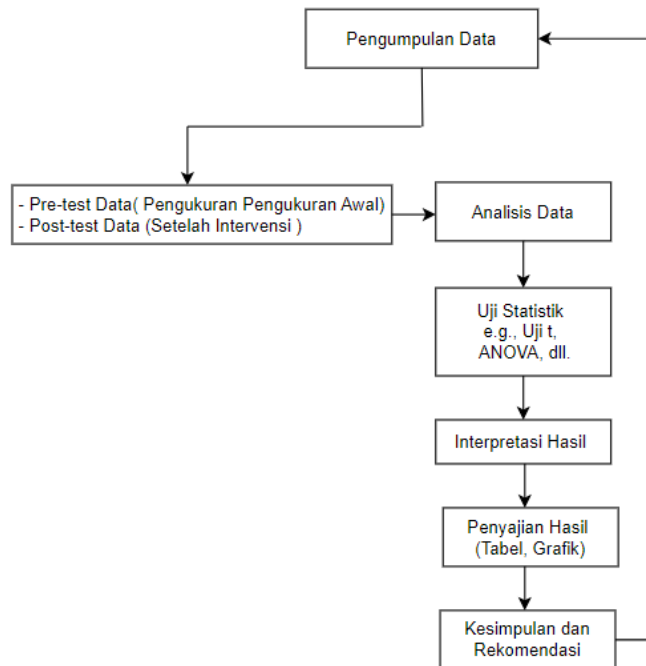 Pengumpulan Data
- Pre-test Data( Pengukuran Pengukuran Awal)
- Post-test Data (Setelah Intervensi )
Analisis Data
Uji Statistik
e.g., Uji t,
ANOVA, dll.
Interpretasi Hasil
Penyajian Hasil
(Tabel, Grafik)
Kesimpulan dan
Rekomendasi